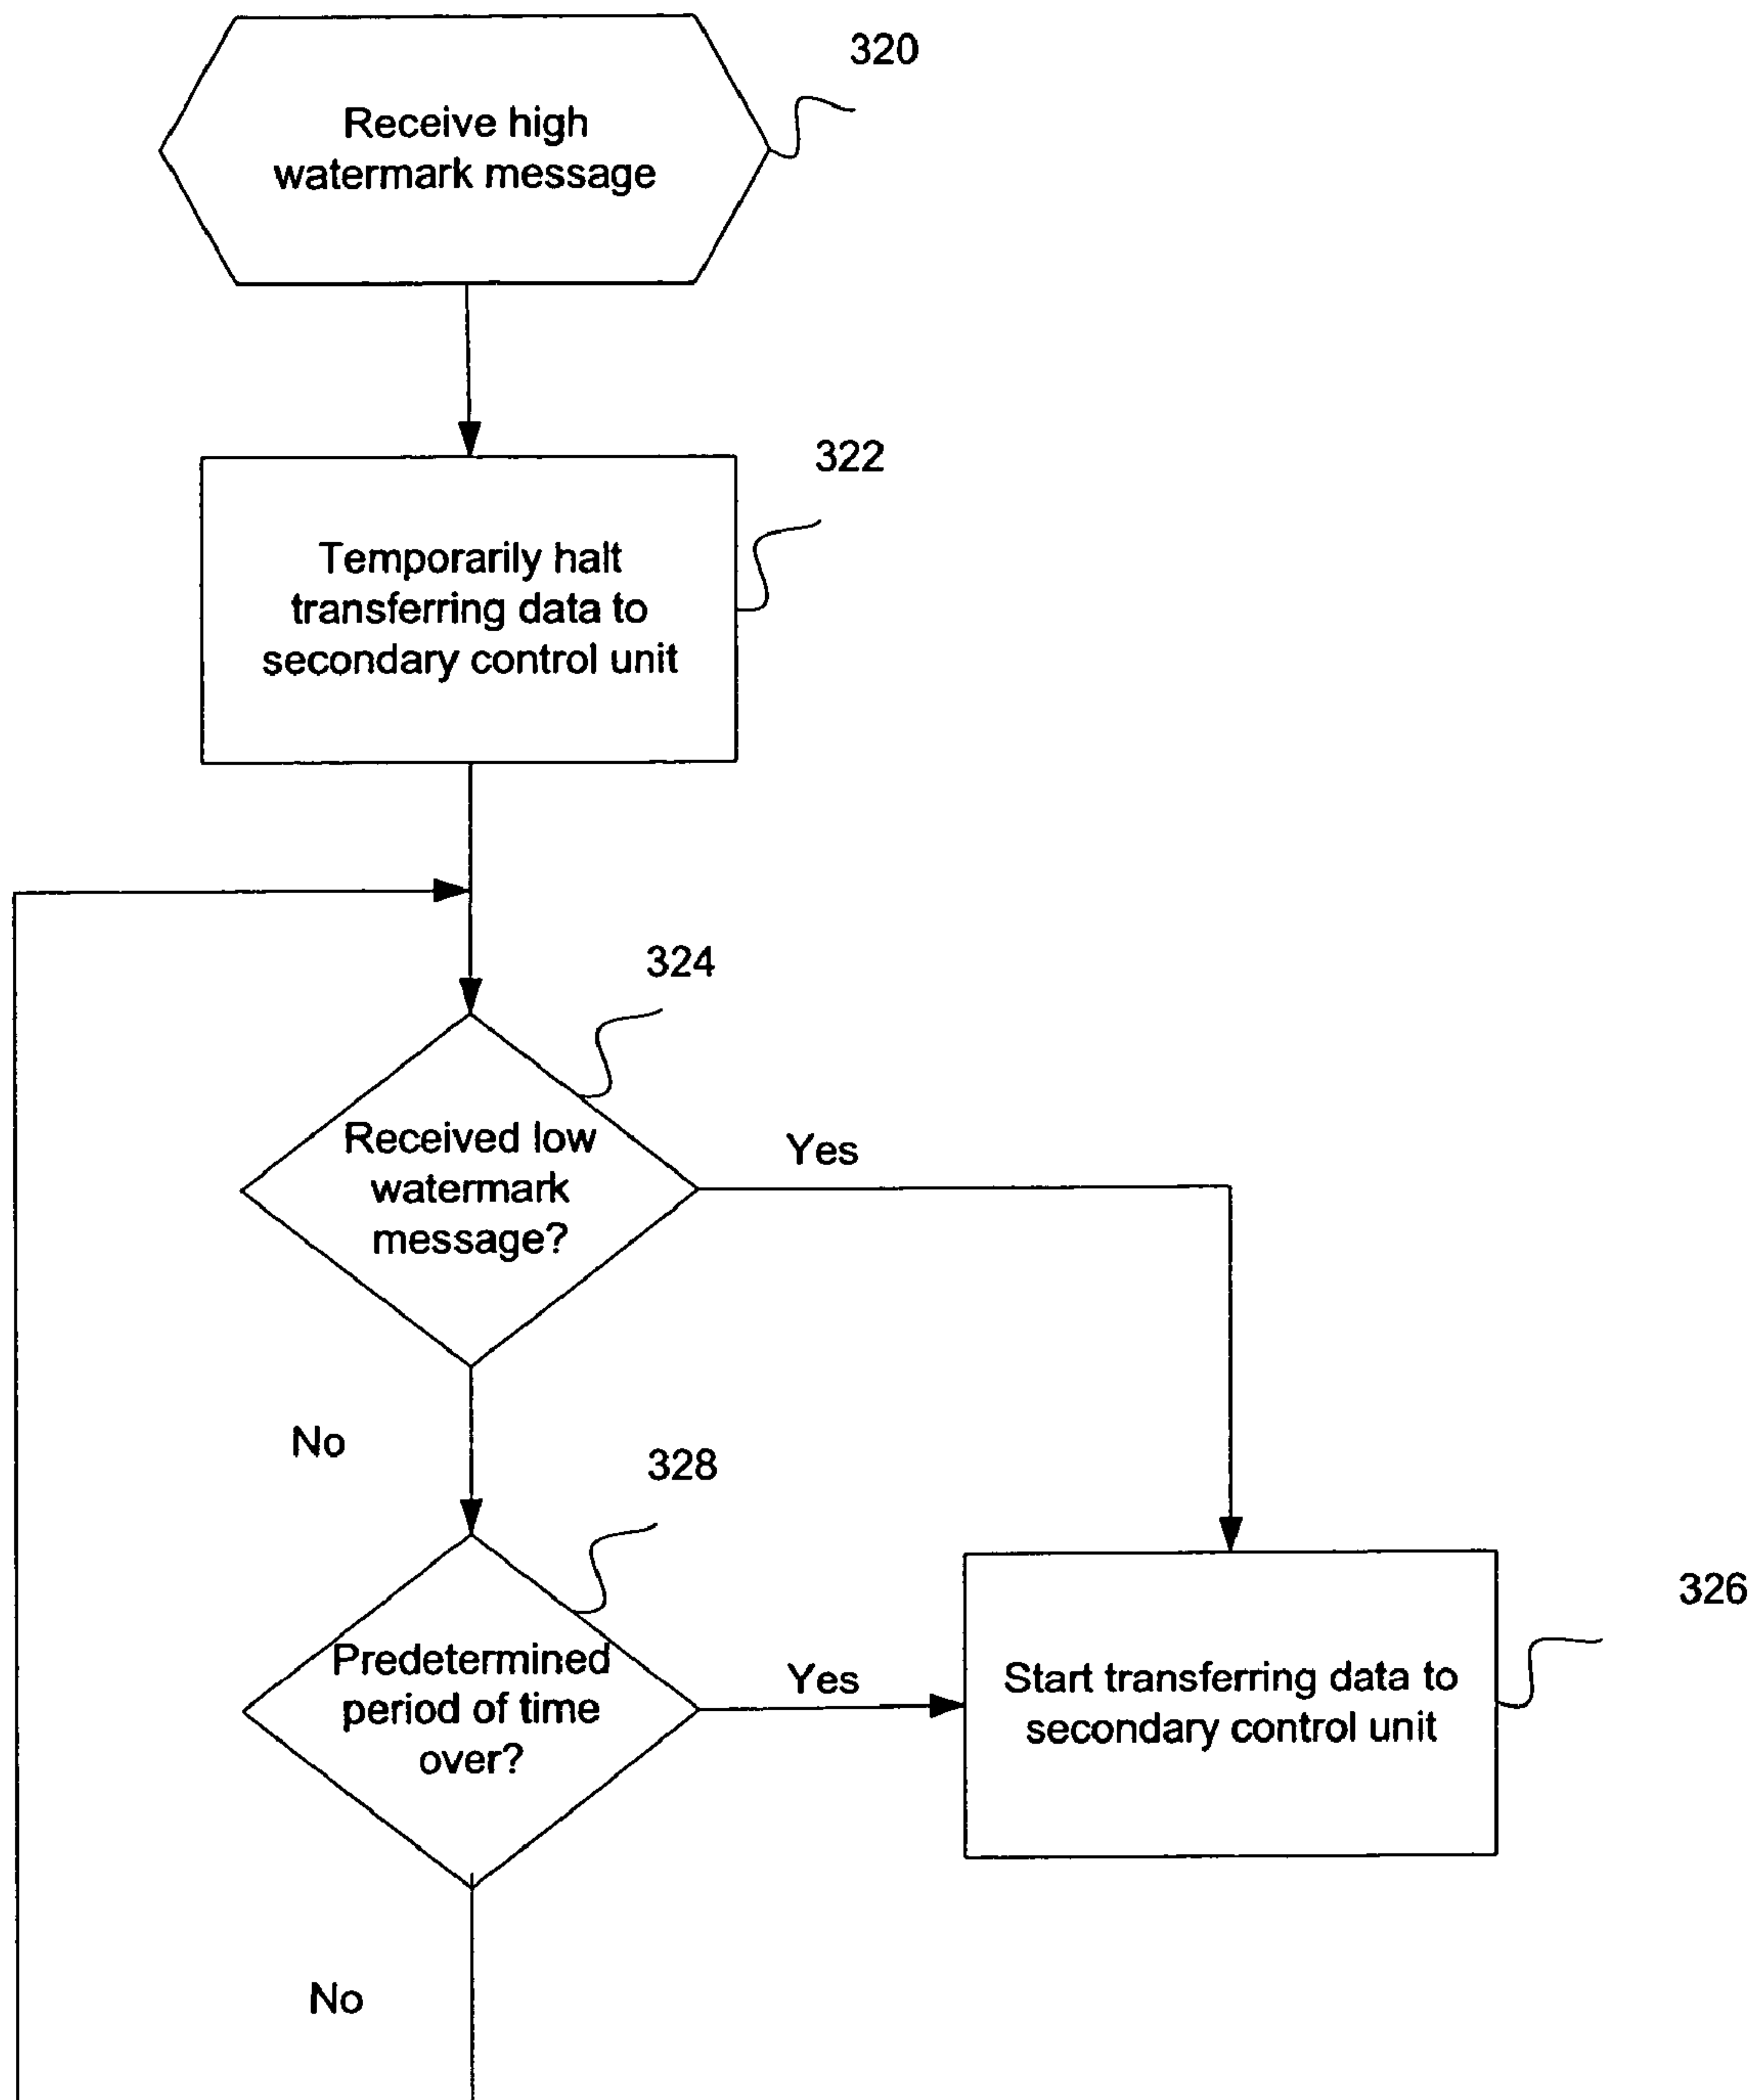 320
Receive high
watermark message
322
Temporarily halt
transferring data to
secondary control unit
324
Received low
watermark
message?
Yes
No
328
Predetermined
period of time
over?
Yes
326
Start transferring data to
secondary control unit
No